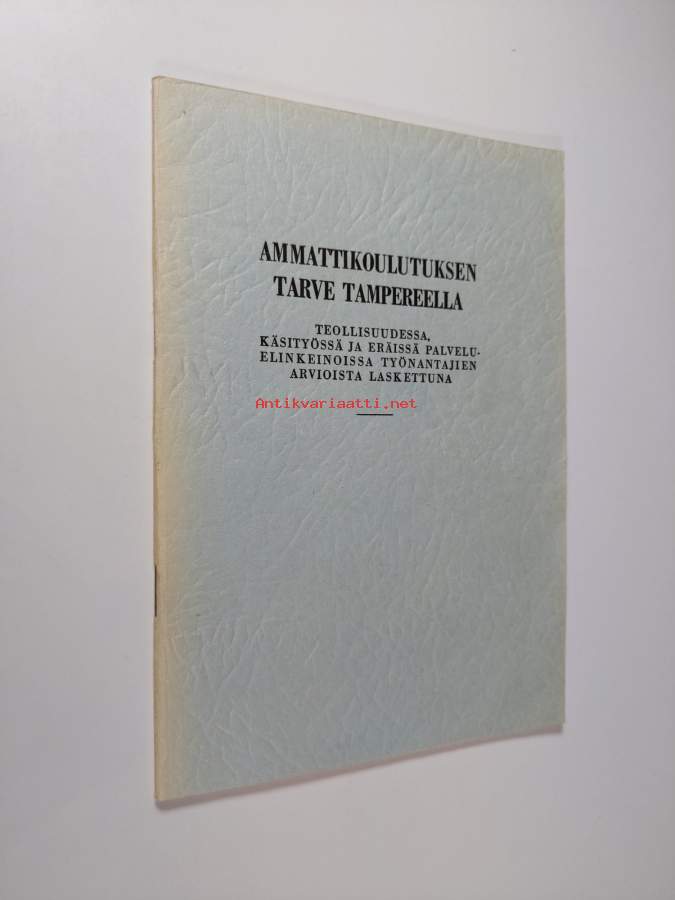 AMMATTIKOULUTUKSEN
TARVE TAMPEREELLA
TEOLLISUUDESSA,
KÄSITYÖSSÄ JA ERÄISSÄ PALVELU-
ELINKEINOISSA TYÖNANTAJIEN
ARVIOISTA LASKETTUNA
Antikvariaatti.net